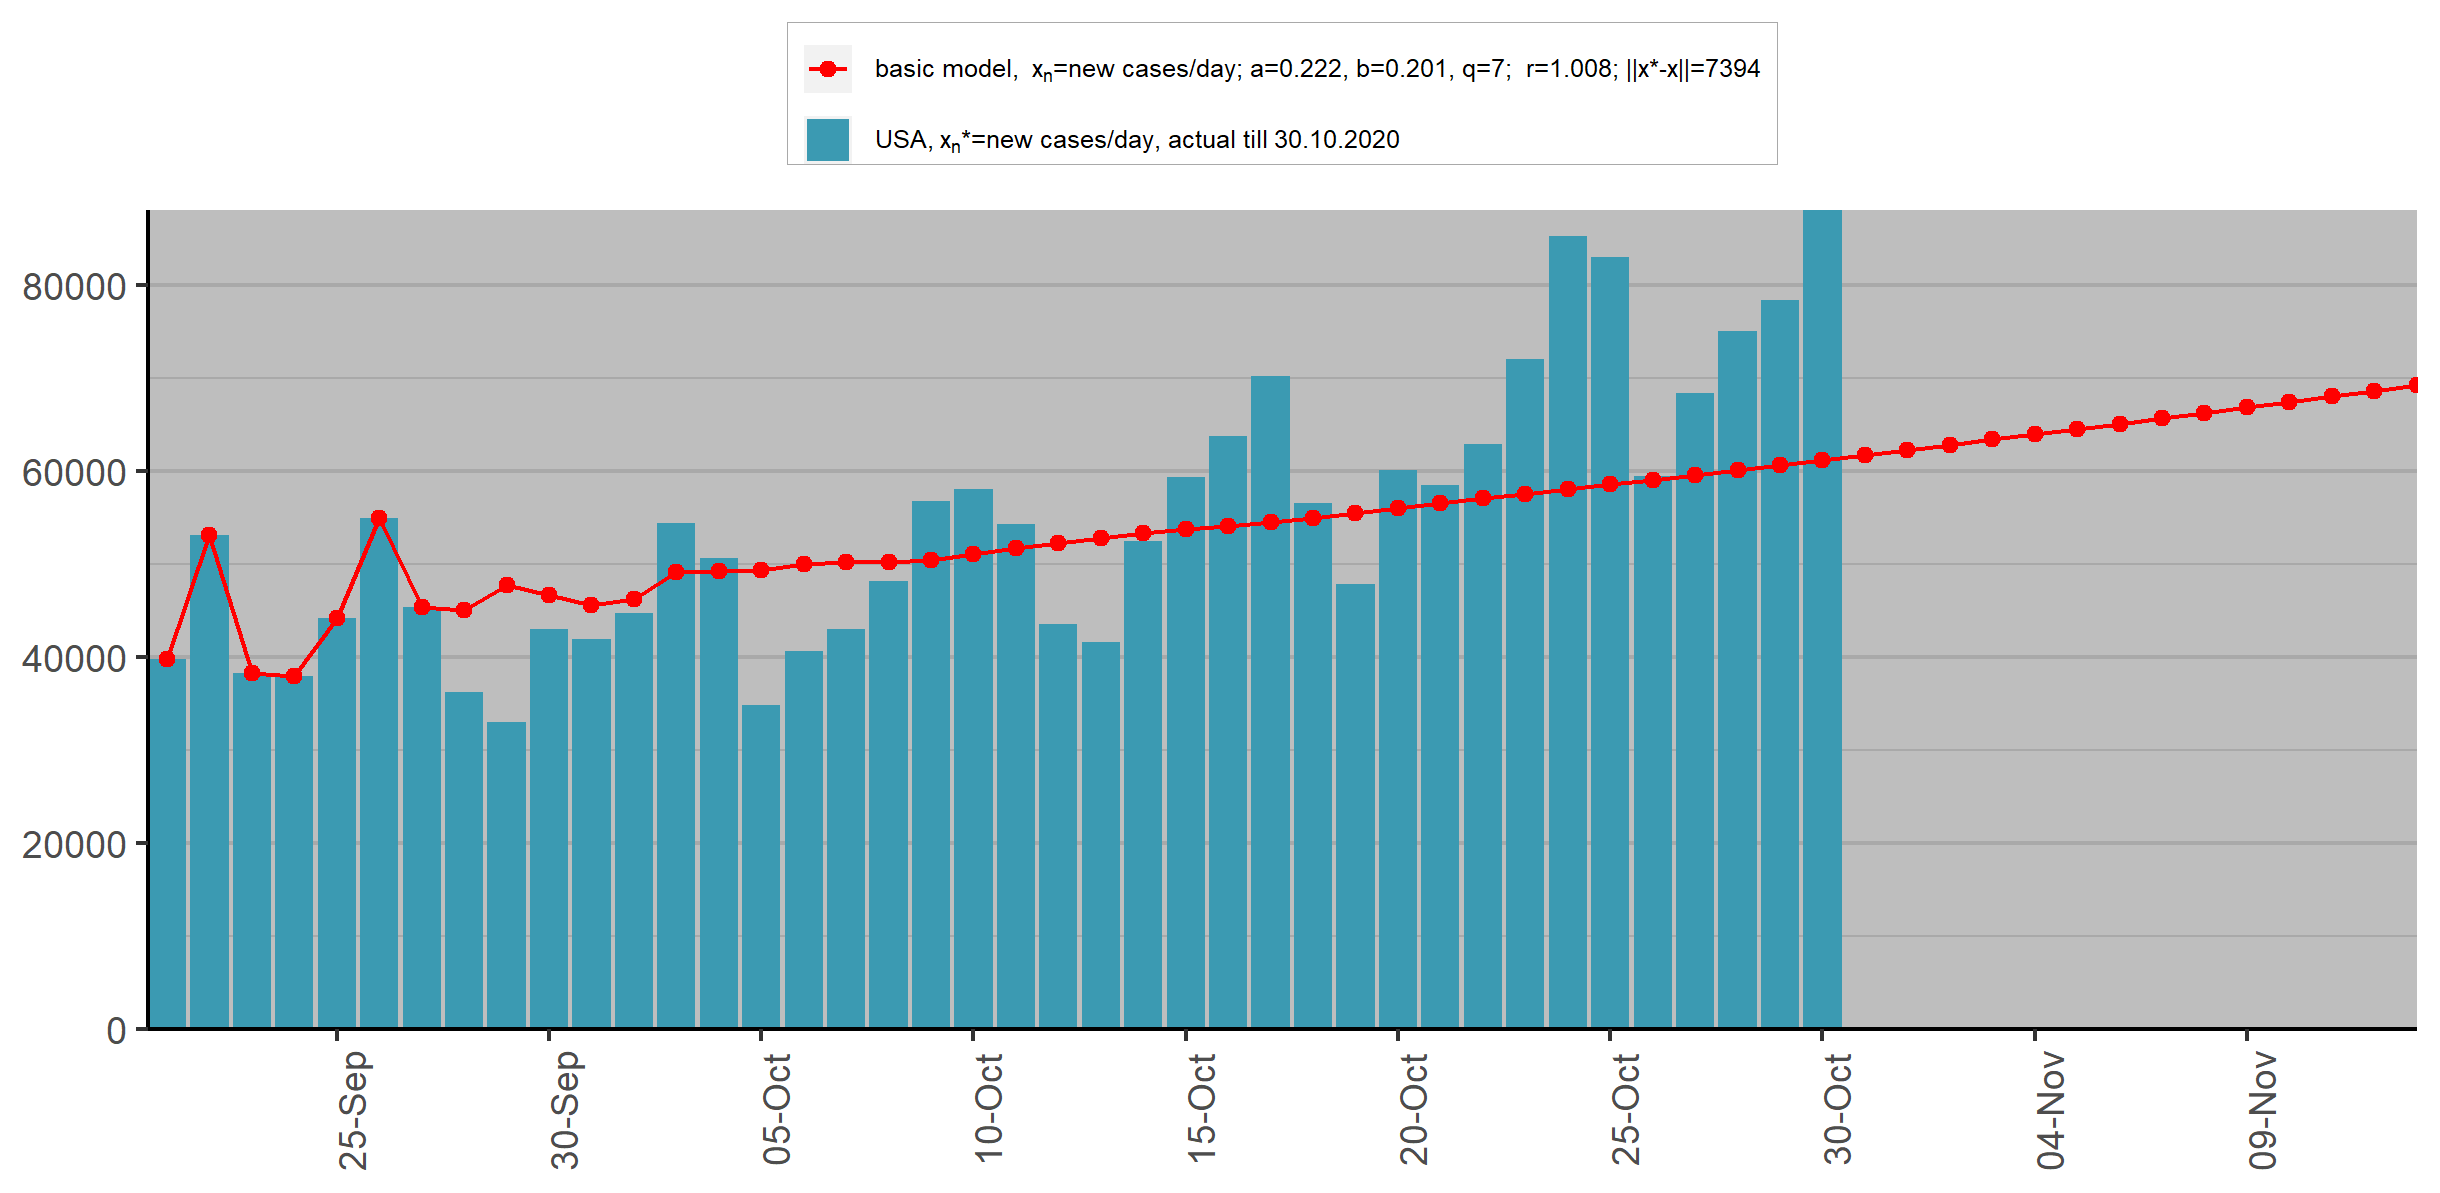 basic model,  xn=new cases/day; a=0.222, b=0.201, q=7;  r=1.008; ||x*-x||=7394
USA, xn*=new cases/day, actual till 30.10.2020
80000
60000
40000
20000
0
25-Sep
30-Sep
05-Oct
10-Oct
15-Oct
20-Oct
25-Oct
30-Oct
04-Nov
09-Nov